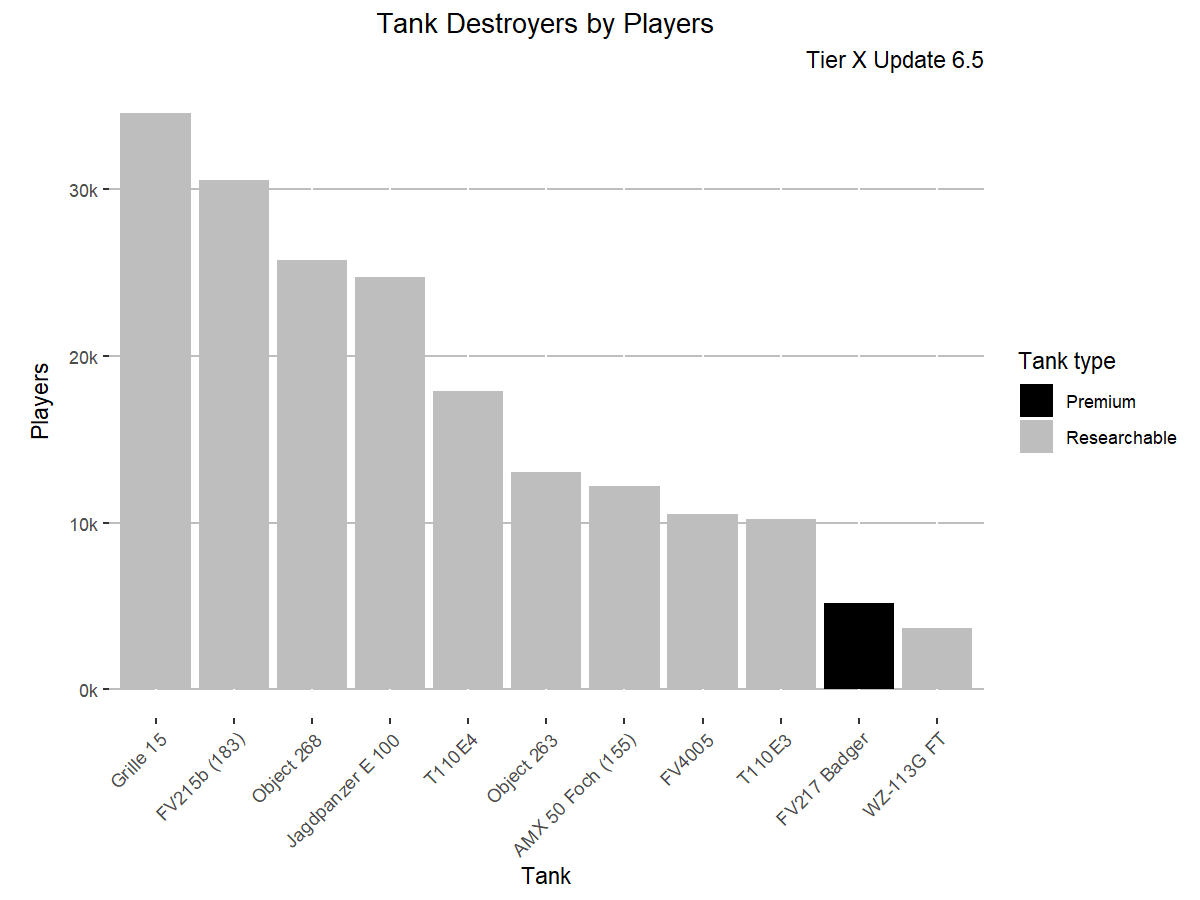 Tank Destroyers by Players
Tier X Update 6.5
Players
30k
20k
10k
0k
Grille 15
FV215b (183)
Object 268
Jagdpanzer E 100
T110E4
Object 263
AMX 50 Foch (155)
FV4005
T110E3
FV217 Badger
WZ-113G FT
Tank
Tank type
Premium
Researchable